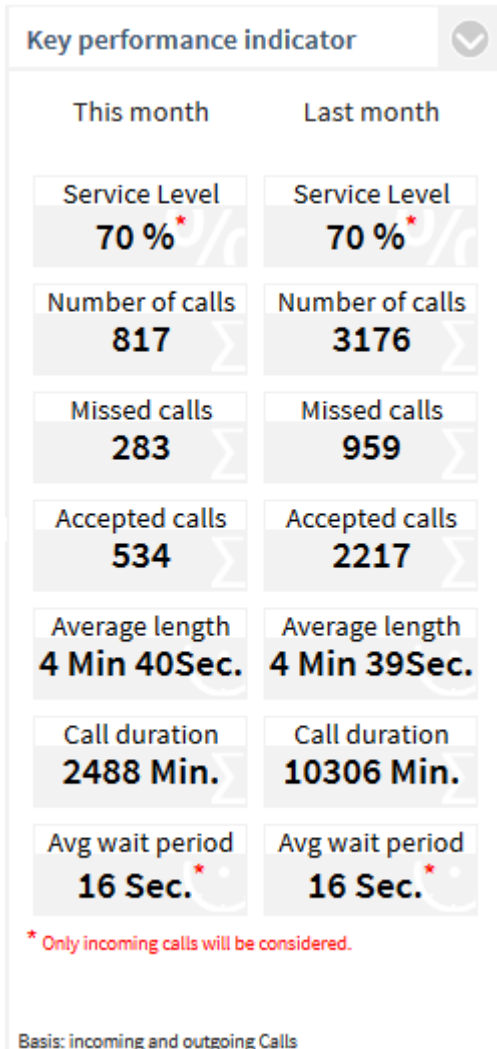 Key performance indicator
This month Last month
Service Level Service Level
70 %* 70 %*
Number of calls Number of calls
817 3176
Missed calls Missed calls
283 959
Accepted calls Accepted calls
534 2217
Average length Average length
4 Min 40Sec. 4 Min 39Sec.
Call duration Call duration
2488 Min. 10306 Min.
Avg wait period Avg wait period
16 Sec.* 16 Sec.*
* Only incoming calls will be considered.
Basis: incoming and outgoing Calls